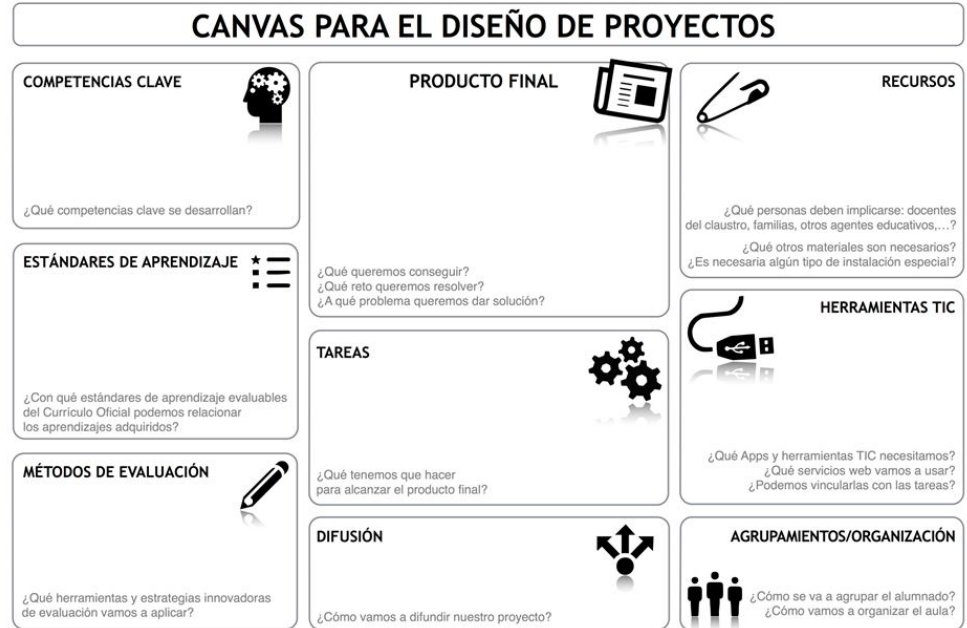 CANVAS PARA EL DISEÑO DE PROYECTOS
COMPETENCIAS CLAVE
¿Qué competencias clave se desarrollan?
ESTÁNDARES DE APRENDIZAJE
¿Con qué estándares de aprendizaje evaluables
del Currículo Oficial podemos relacionar
los aprendizajes adquiridos?
MÉTODOS DE EVALUACIÓN
¿Qué herramientas y estrategias innovadoras
de evaluación vamos a aplicar?
PRODUCTO FINAL
¿Qué queremos conseguir?
¿Qué reto queremos resolver?
¿A qué problema queremos dar solución?
TAREAS
¿Qué tenemos que hacer
para alcanzar el producto final?
DIFUSIÓN
¿Cómo vamos a difundir nuestro proyecto?
RECURSOS
¿Qué personas deben implicarse: docentes
del claustro, familias, otros agentes educativos,...?
¿Qué otros materiales son necesarios?
¿Es necesaria algún tipo de instalación especial?
HERRAMIENTAS TIC
¿Qué Apps y herramientas TIC necesitamos?
¿Qué servicios web vamos a usar?
¿Podemos vincularlas con las tareas?
AGRUPAMIENTOS/ORGANIZACIÓN
¿Cómo se va a agrupar el alumnado?
¿Cómo vamos a organizar el aula?